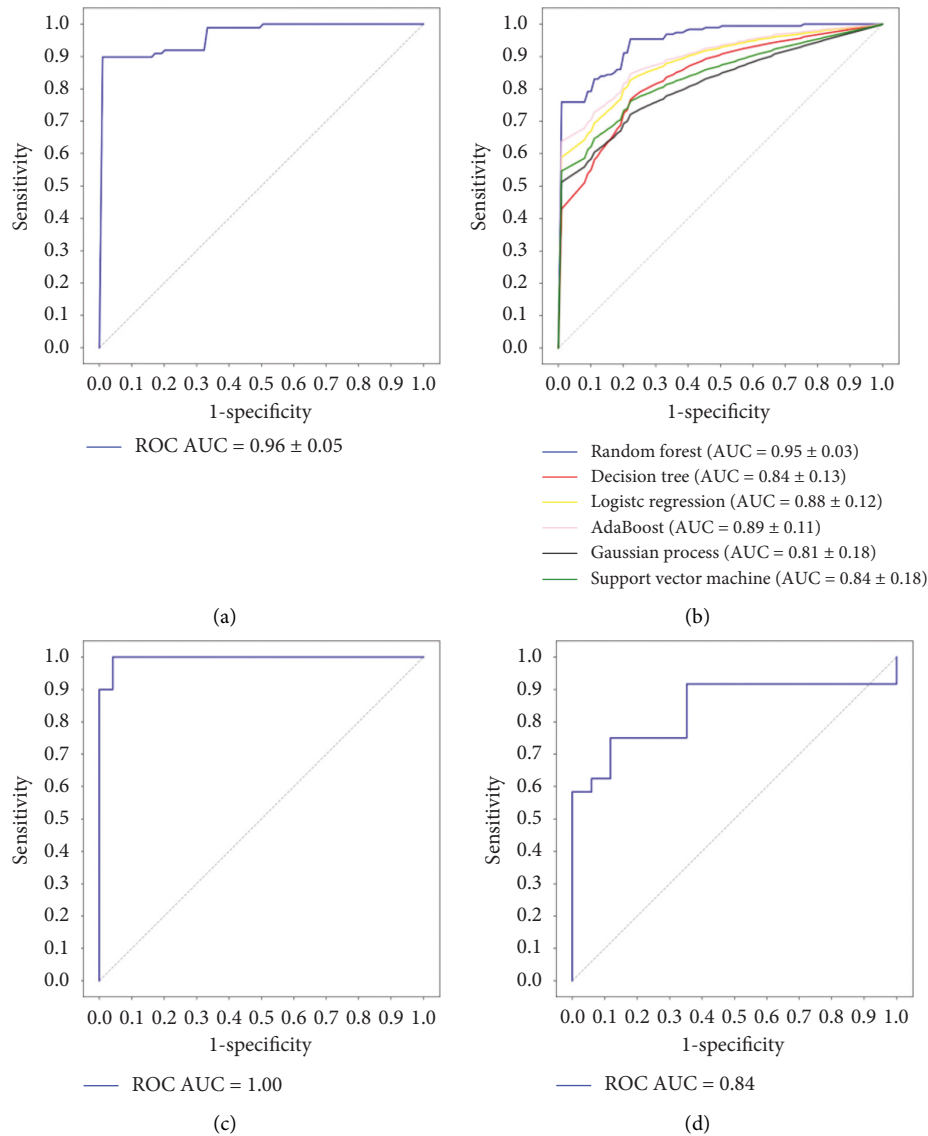 1.0
0.9
0.8
0.7
0.6
0.5
0.4
0.3
0.2
0.1
0.0
Sensitivity
0.0 0.1 0.2 0.3 0.4 0.5 0.6 0.7 0.8 0.9 1.0
1-specificity
ROC AUC = 0.96 ± 0.05
(a)
1.0
0.9
0.8
0.7
0.6
0.5
0.4
0.3
0.2
0.1
0.0
Sensitivity
0.0 0.1 0.2 0.3 0.4 0.5 0.6 0.7 0.8 0.9 1.0
1-specificity
Random forest (AUC = 0.95 ± 0.03)
Decision tree (AUC = 0.84 ± 0.13)
Logistc regression (AUC = 0.88 ± 0.12)
AdaBoost (AUC = 0.89 ± 0.11)
Gaussian process (AUC = 0.81 ± 0.18)
Support vector machine (AUC = 0.84 ± 0.18)
(b)
1.0
0.9
0.8
0.7
0.6
0.5
0.4
0.3
0.2
0.1
0.0
Sensitivity
0.0 0.1 0.2 0.3 0.4 0.5 0.6 0.7 0.8 0.9 1.0
1-specificity
ROC AUC = 1.00
(c)
1.0
0.9
0.8
0.7
0.6
0.5
0.4
0.3
0.2
0.1
0.0
Sensitivity
0.0 0.1 0.2 0.3 0.4 0.5 0.6 0.7 0.8 0.9 1.0
1-specificity
ROC AUC = 0.84
(d)